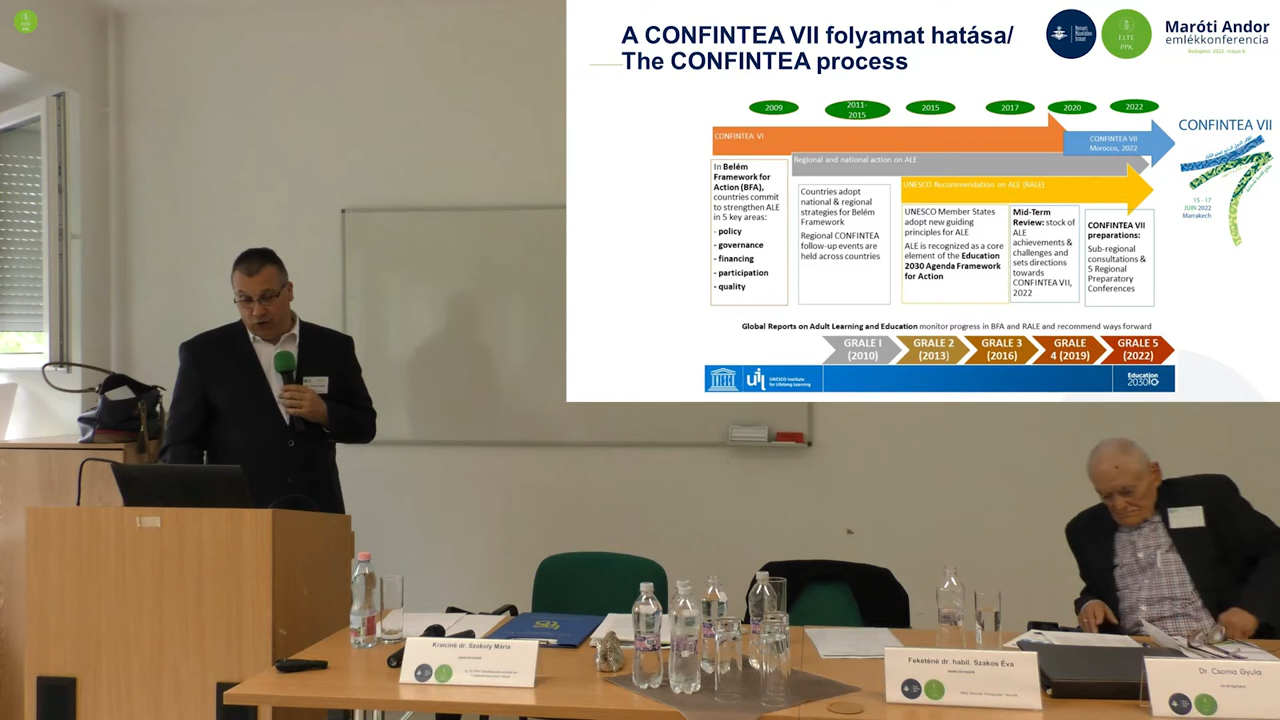 ELTE
PPK
A CONFINTEA VII folyamat hatása/
The CONFINTEA process
ELTE
PPK
Maróti Andor
emlékkonferencia
Budapest, 2022. május 6.
2009
2011-
2015
2015
2017
2020
2022
CONFINTEA VI
CONFINTEA VII
Morocco, 2022
Regional and national action on ALE
UNESCO Recommendation on ALE (RALE)
CONFINTEA VII
15 - 17
JUIN 2022
Marrakech
In Belém
Framework for
Action (BFA),
countries commit
to strengthen ALE
in 5 key areas:
- policy
- governance
- financing
- participation
- quality
Countries adopt
national & regional
strategies for Belém
Framework
Regional CONFINTEA
follow-up events are
held across countries
UNESCO Member States
adopt new guiding
principles for ALE
ALE is recognized as a core
element of the Education
2030 Agenda Framework
for Action
Mid-Term
Review: stock of
ALE
achievements &
challenges and
sets directions
towards
CONFINTEA VII,
2022
CONFINTEA VII
preparations:
Sub-regional
consultations &
5 Regional
Preparatory
Conferences
Global Reports on Adult Learning and Education monitor progress in BFA and RALE and recommend ways forward
GRALE I
(2010)
GRALE 2
(2013)
GRALE 3
(2016)
GRALE
4 (2019)
GRALE 5
(2022)
uil
UNESCO Institute
for Lifelong Learning
Education
2030
Kraiciné dr. Szokoly Mária
Feketéné dr. habil. Szakos Éva
Dr. Csoma Gyula